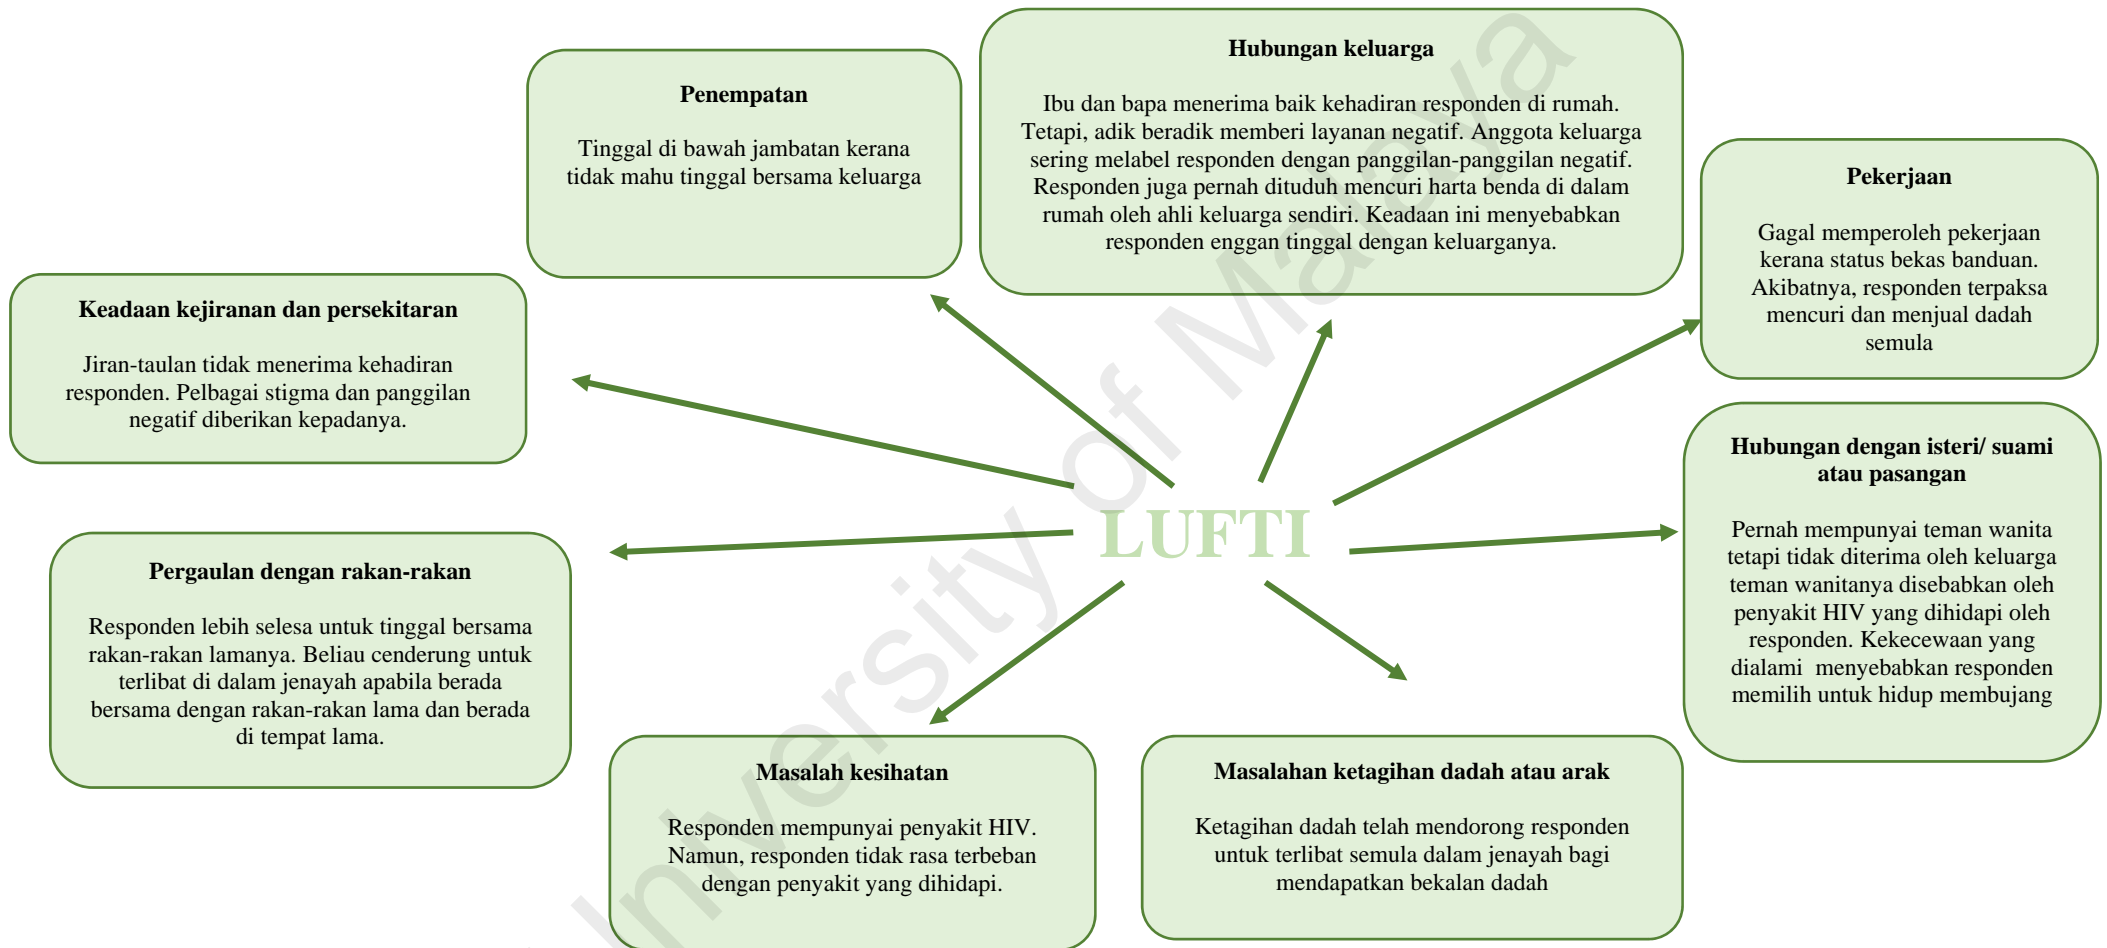 Hubungan keluarga
Ibu dan bapa menerima baik kehadiran responden di rumah.
Tetapi, adik beradik memberi layanan negatif. Anggota keluarga
sering melabel responden dengan panggilan-panggilan negatif.
Responden juga pernah dituduh mencuri harta benda di dalam
rumah oleh ahli keluarga sendiri. Keadaan ini menyebabkan
responden enggan tinggal dengan keluarganya.
Penempatan
Tinggal di bawah jambatan kerana
tidak mahu tinggal bersama keluarga
Pekerjaan
Gagal memperoleh pekerjaan
kerana status bekas banduan.
Akibatnya, responden terpaksa
mencuri dan menjual dadah
semula
Keadaan kejiranan dan persekitaran
Jiran-taulan tidak menerima kehadiran
responden. Pelbagai stigma dan panggilan
negatif diberikan kepadanya.
Hubungan dengan isteri/ suami
atau pasangan
Pernah mempunyai teman wanita
tetapi tidak diterima oleh keluarga
teman wanitanya disebabkan oleh
penyakit HIV yang dihidapi oleh
responden. Kekecewaan yang
dialami  menyebabkan responden
memilih untuk hidup membujang
LUFTI
Pergaulan dengan rakan-rakan
Responden lebih selesa untuk tinggal bersama
rakan-rakan lamanya. Beliau cenderung untuk
terlibat di dalam jenayah apabila berada
bersama dengan rakan-rakan lama dan berada
di tempat lama.
Masalah kesihatan
Responden mempunyai penyakit HIV.
Namun, responden tidak rasa terbeban
dengan penyakit yang dihidapi.
Masalahan ketagihan dadah atau arak
Ketagihan dadah telah mendorong responden
untuk terlibat semula dalam jenayah bagi
mendapatkan bekalan dadah
University of Malaya